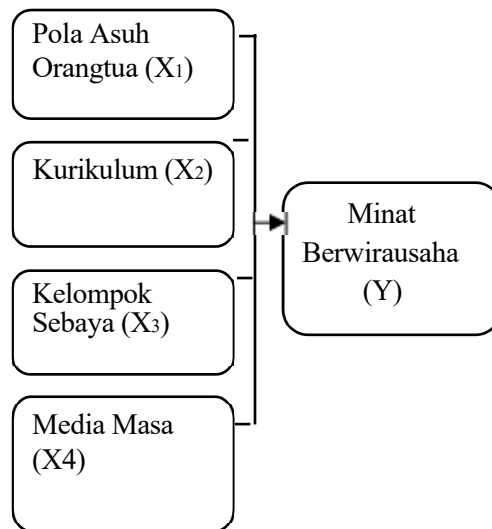 Pola Asuh
Orangtua (X1)
Kurikulum (X2)
Kelompok
Sebaya (X3)
Media Masa
(X4)
Minat
Berwirausaha
(Y)